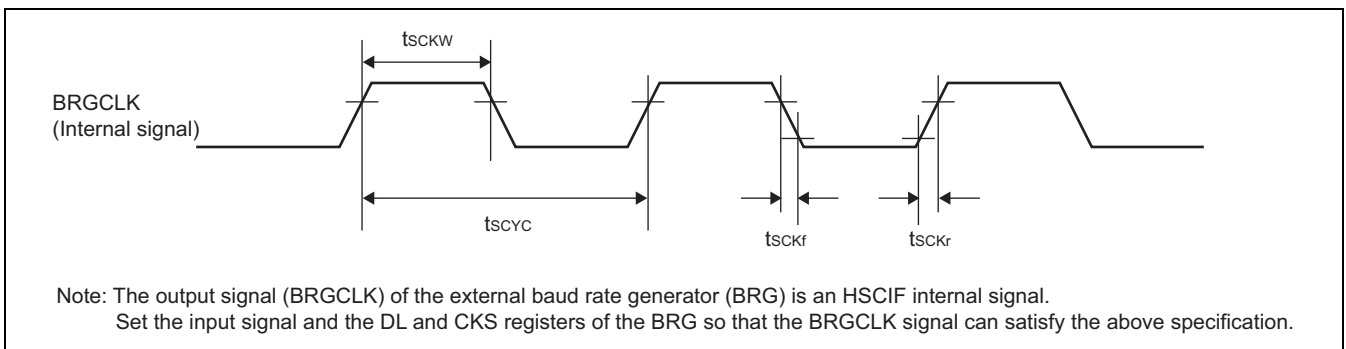 tSCKW
BRGCLK
(Internal signal)
tSCYC
tSCKf
tSCKr
Note: The output signal (BRGCLK) of the external baud rate generator (BRG) is an HSCIF internal signal.
Set the input signal and the DL and CKS registers of the BRG so that the BRGCLK signal can satisfy the above specification.